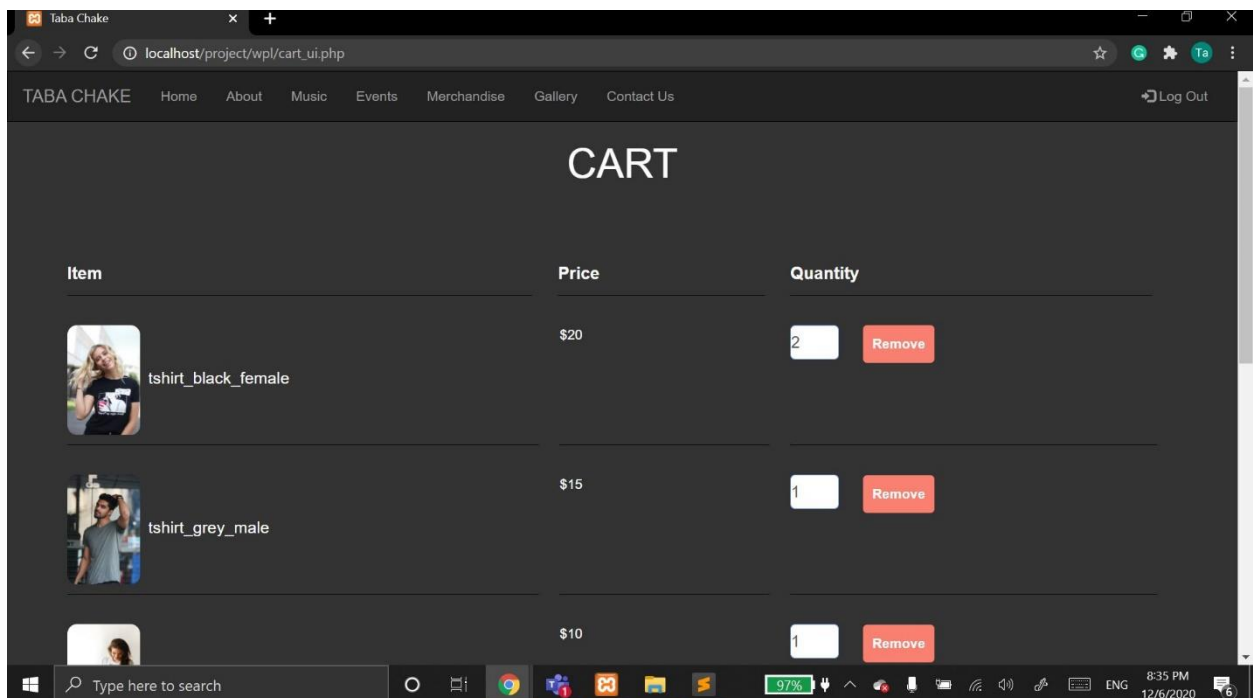 Taba Chake
localhost/project/wpl/cart_ui.php
Ta
TABA CHAKE Home About Music Events Merchandise Gallery Contact Us Log Out
CART
Item Price Quantity
tshirt_black_female $20 2 Remove
tshirt_grey_male $15 1 Remove
$10 1 Remove
Type here to search 97% ENG 8:35 PM
12/6/2020 6